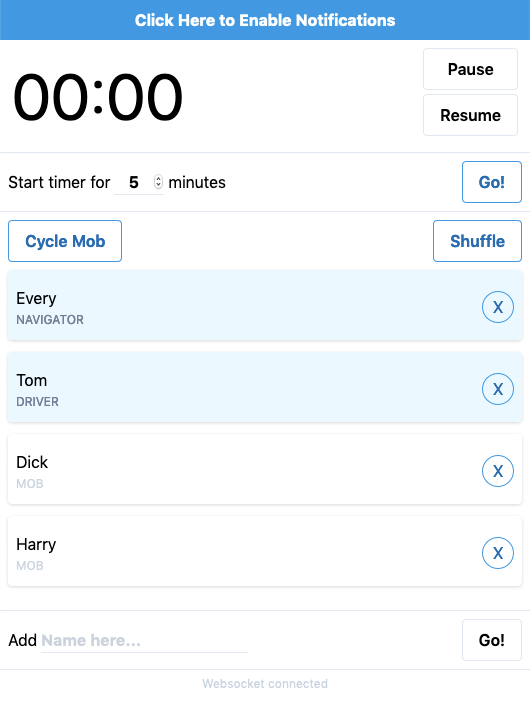 Click Here to Enable Notifications
00:00
Pause
Resume
Start timer for 5 minutes
Go!
Cycle Mob
Shuffle
Every
NAVIGATOR
X
Tom
DRIVER
X
Dick
MOB
X
Harry
MOB
X
Add Name here...
Go!
Websocket connected